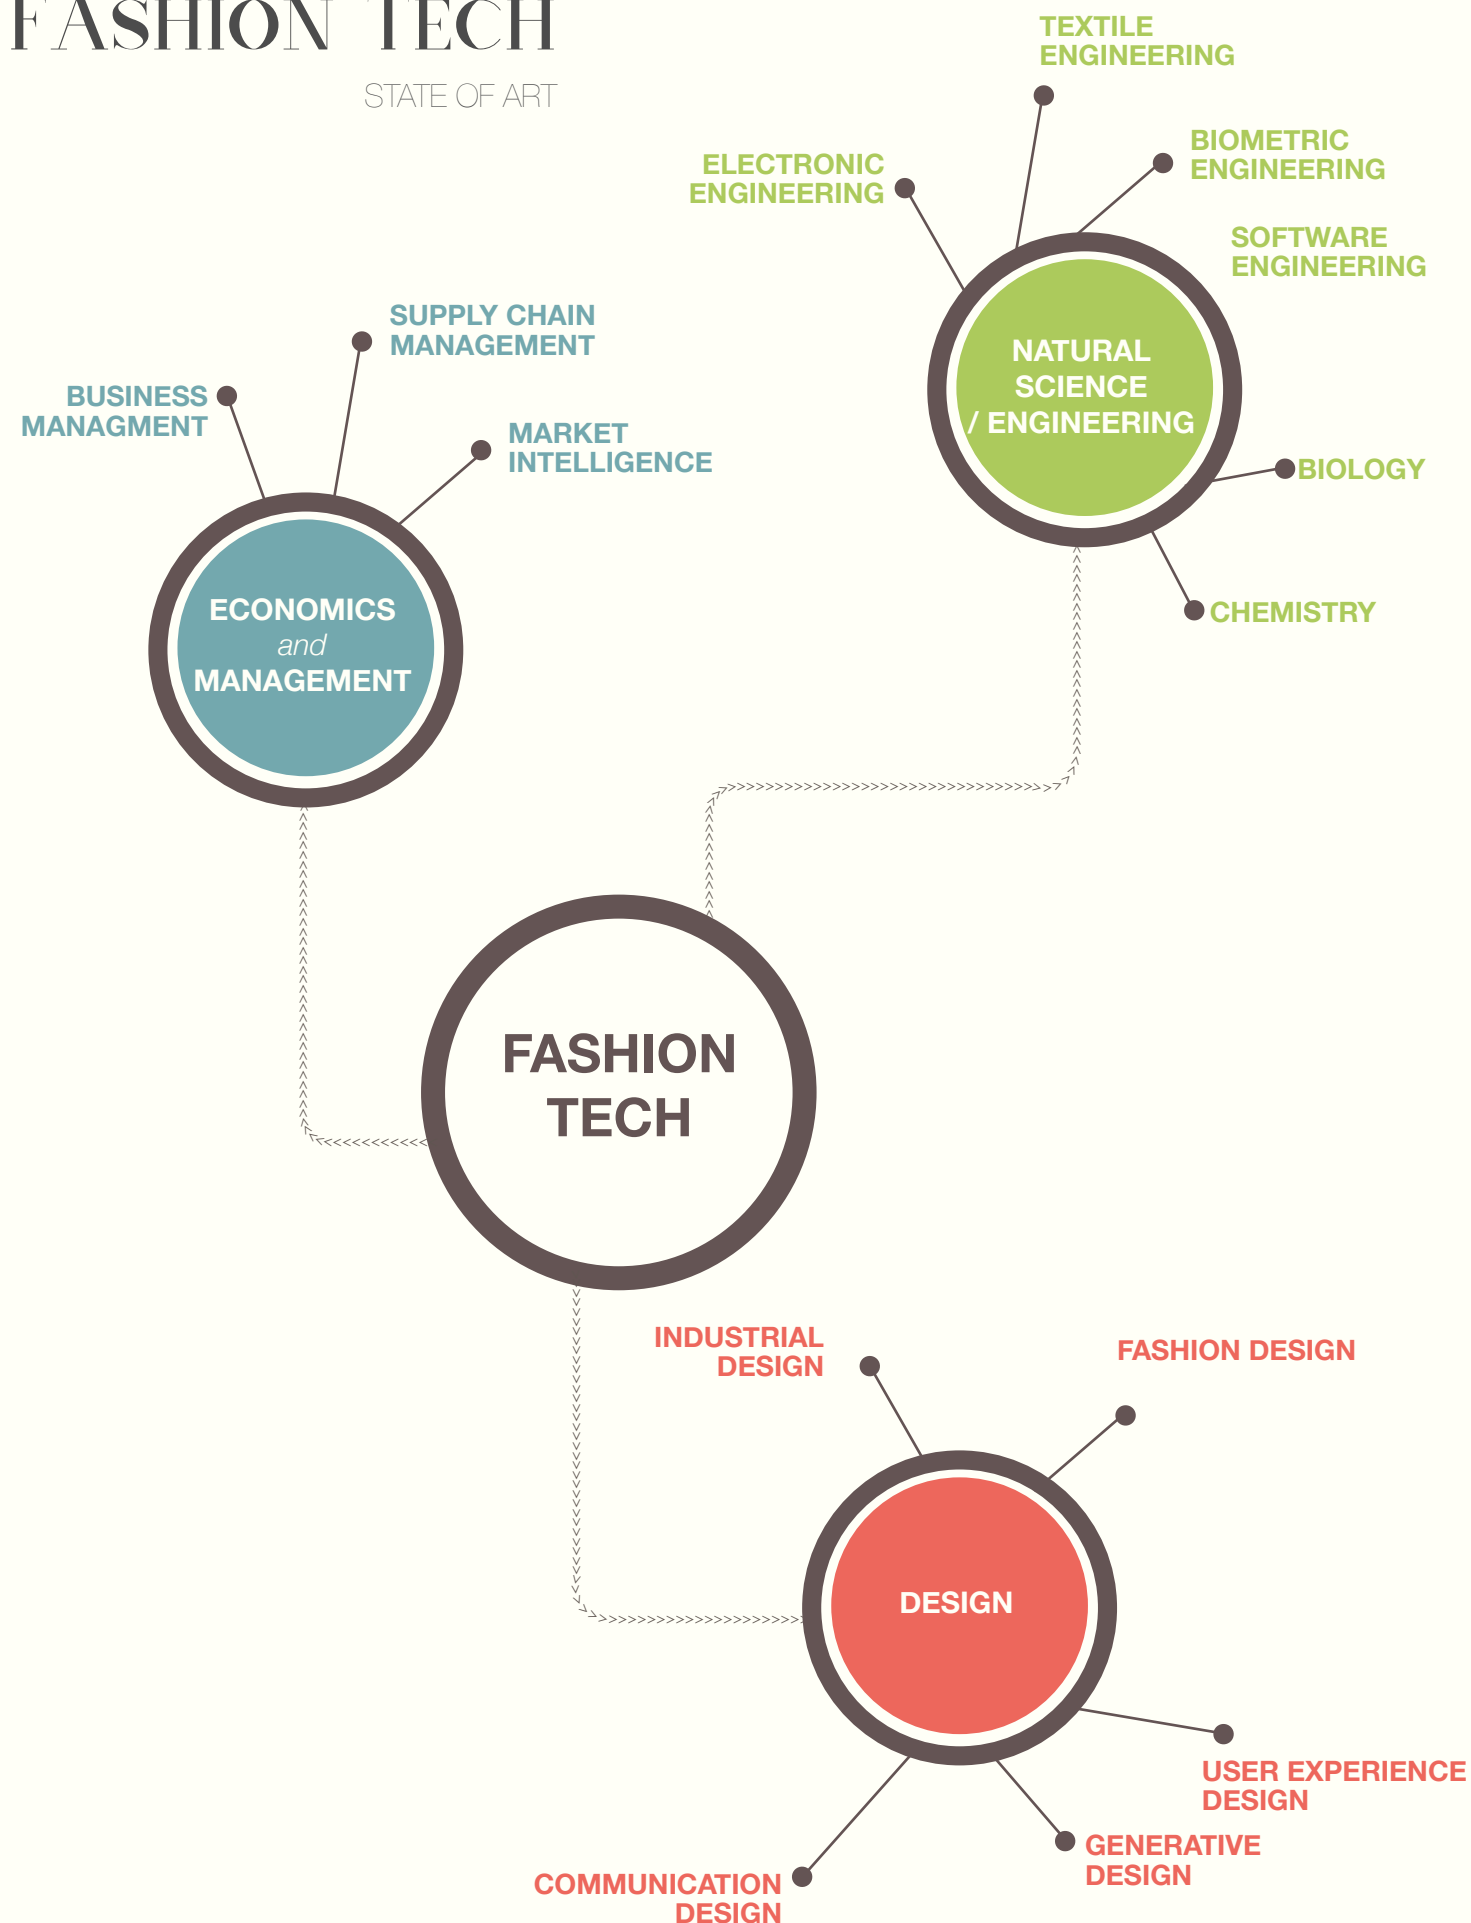 FASHION TECH
STATE OF ART
TEXTILE
ENGINEERING
BIOMETRIC
ENGINEERING
ELECTRONIC
ENGINEERING
SOFTWARE
ENGINEERING
NATURAL
SCIENCE
/ ENGINEERING
BIOLOGY
CHEMISTRY
SUPPLY CHAIN
MANAGEMENT
BUSINESS
MANAGMENT
MARKET
INTELLIGENCE
ECONOMICS
and
MANAGEMENT
FASHION
TECH
INDUSTRIAL
DESIGN
FASHION DESIGN
DESIGN
USER EXPERIENCE
DESIGN
GENERATIVE
DESIGN
COMMUNICATION
DESIGN